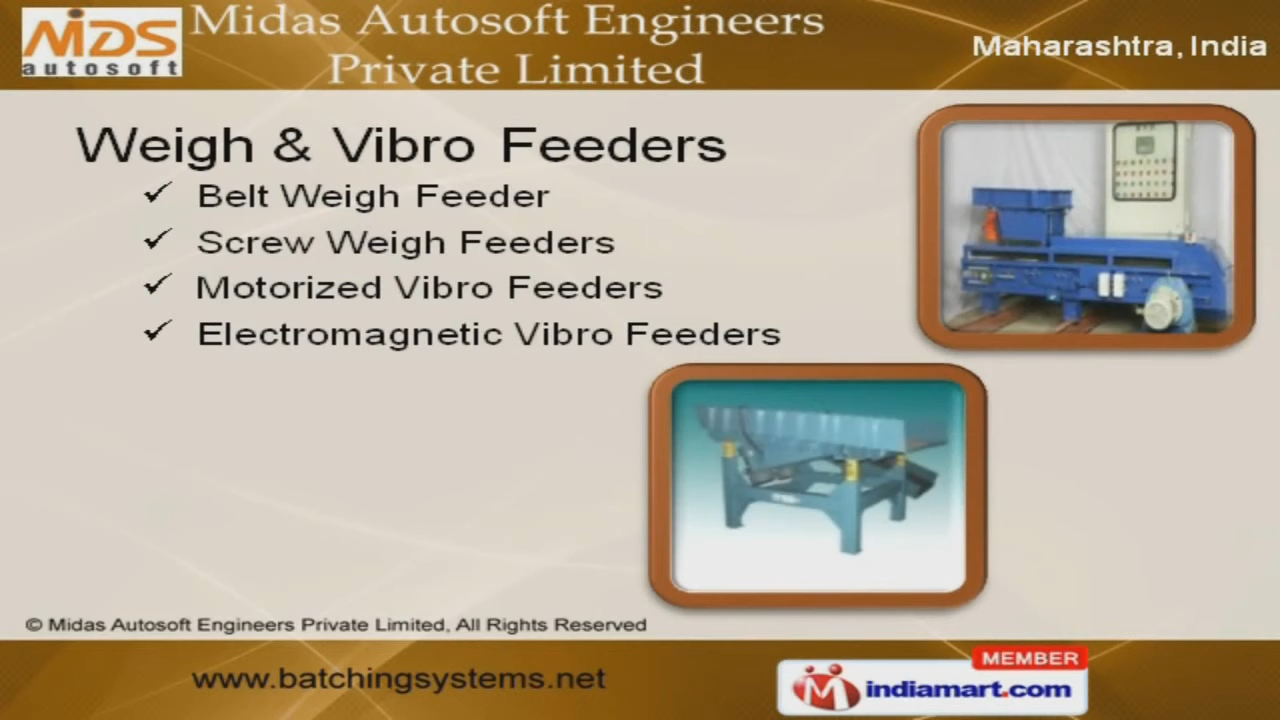 MDS
autosoft
Midas Autosoft Engineers
Private Limited
Maharashtra, India
Weigh & Vibro Feeders
✓ Belt Weigh Feeder
✓ Screw Weigh Feeders
✓ Motorized Vibro Feeders
✓ Electromagnetic Vibro Feeders
© Midas Autosoft Engineers Private Limited, All Rights Reserved
www.batchingsystems.net
MEMBER
indiamart.com